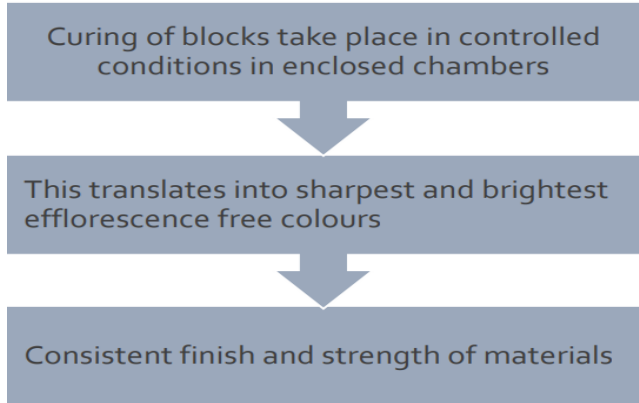 Curing of blocks take place in controlled
conditions in enclosed chambers
This translates into sharpest and brightest
efflorescence free colours
Consistent finish and strength of materials